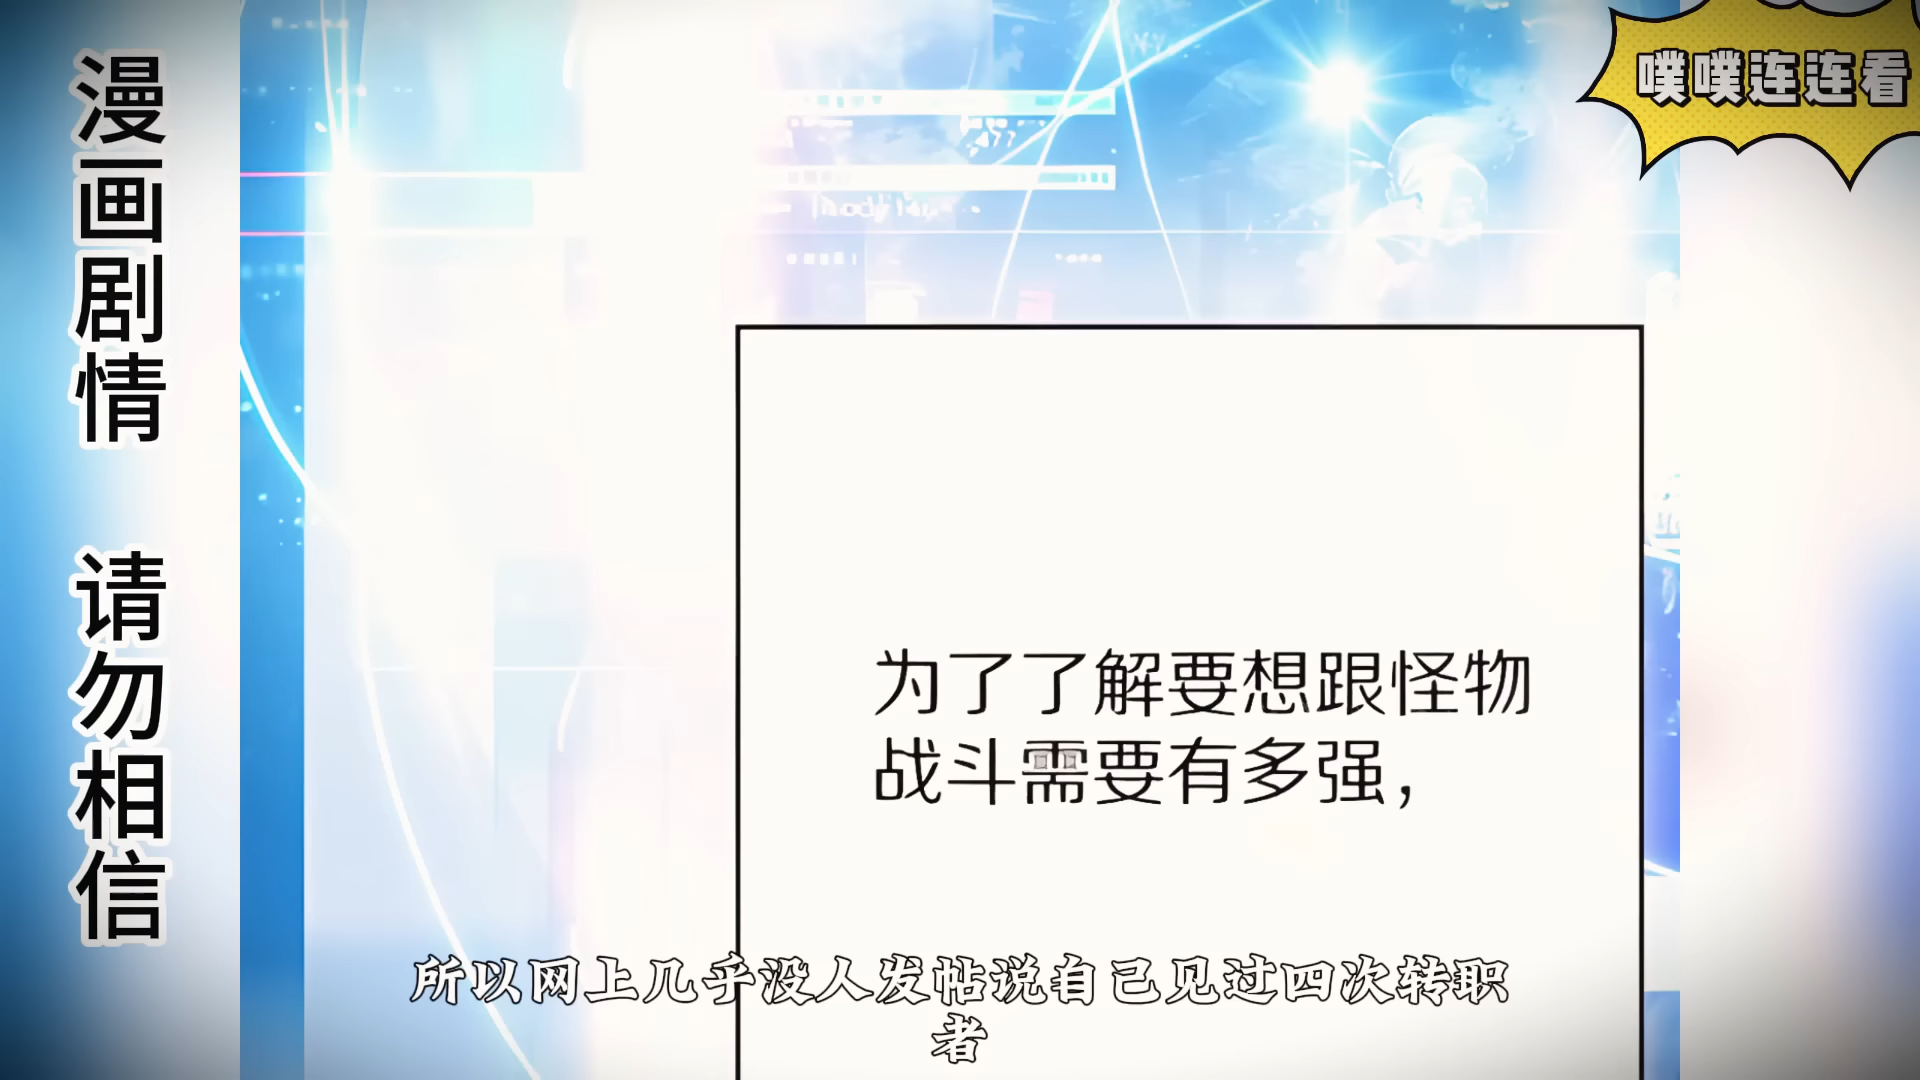 漫画剧情 请勿相信
噗噗连连看
为了了解要想跟怪物
战斗需要有多强，
所以网上几乎没人发帖说自己见过四次转职
者